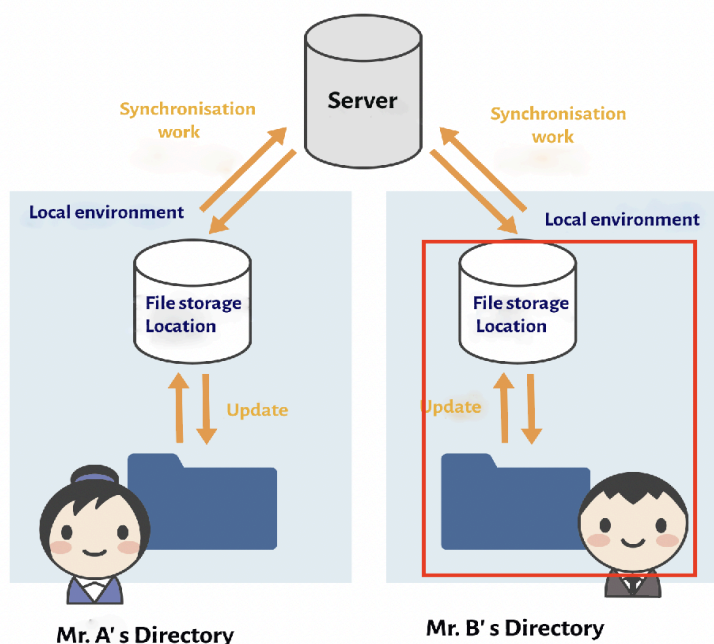 Server
Synchronisation
work
Synchronisation
work
Local environment
Local environment
File storage
Location
File storage
Location
Update
Update
Mr. A' s Directory
Mr. B' s Directory